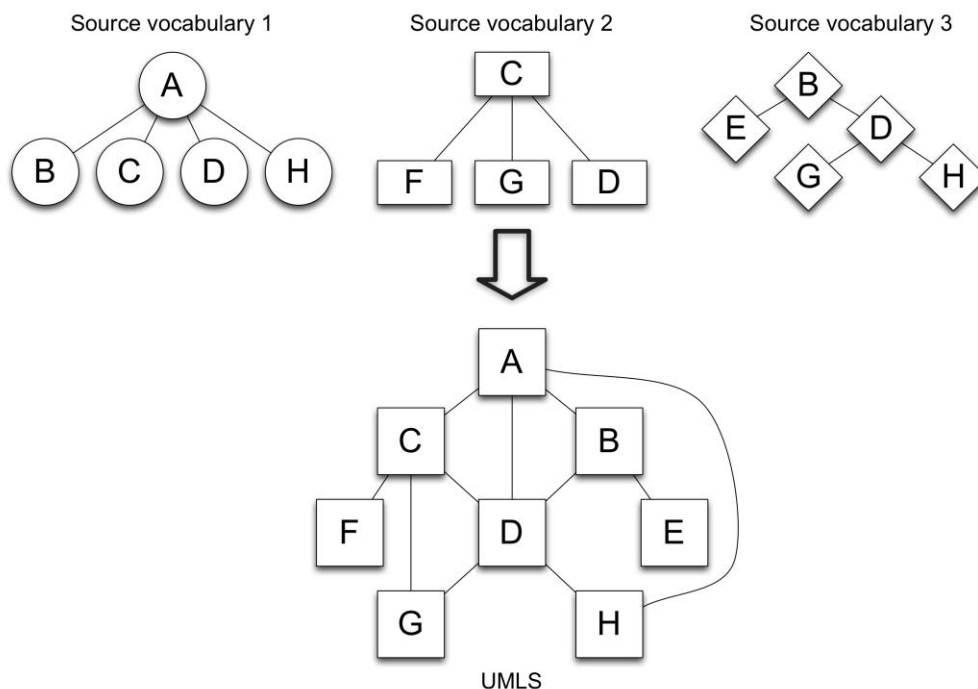 Source vocabulary 1
Source vocabulary 2
Source vocabulary 3
A
B C D H
C
F G D
B
E D
G H
A
C B
F D E
G H
UMLS